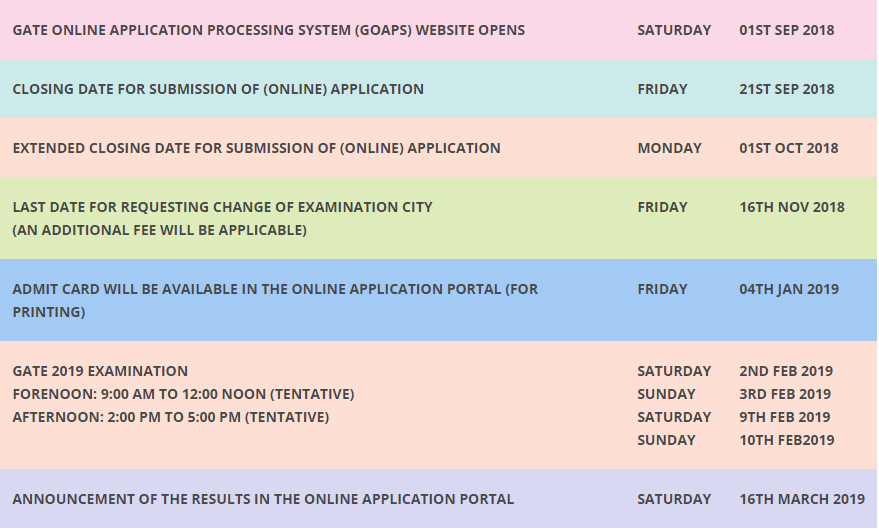 GATE ONLINE APPLICATION PROCESSING SYSTEM (GOAPS) WEBSITE OPENS SATURDAY 01ST SEP 2018
CLOSING DATE FOR SUBMISSION OF (ONLINE) APPLICATION FRIDAY 21ST SEP 2018
EXTENDED CLOSING DATE FOR SUBMISSION OF (ONLINE) APPLICATION MONDAY 01ST OCT 2018
LAST DATE FOR REQUESTING CHANGE OF EXAMINATION CITY FRIDAY 16TH NOV 2018
(AN ADDITIONAL FEE WILL BE APPLICABLE)
ADMIT CARD WILL BE AVAILABLE IN THE ONLINE APPLICATION PORTAL (FOR FRIDAY 04TH JAN 2019
PRINTING)
GATE 2019 EXAMINATION SATURDAY 2ND FEB 2019
FORENOON: 9:00 AM TO 12:00 NOON (TENTATIVE) SUNDAY 3RD FEB 2019
AFTERNOON: 2:00 PM TO 5:00 PM (TENTATIVE) SATURDAY 9TH FEB 2019
SUNDAY 10TH FEB2019
ANNOUNCEMENT OF THE RESULTS IN THE ONLINE APPLICATION PORTAL SATURDAY 16TH MARCH 2019